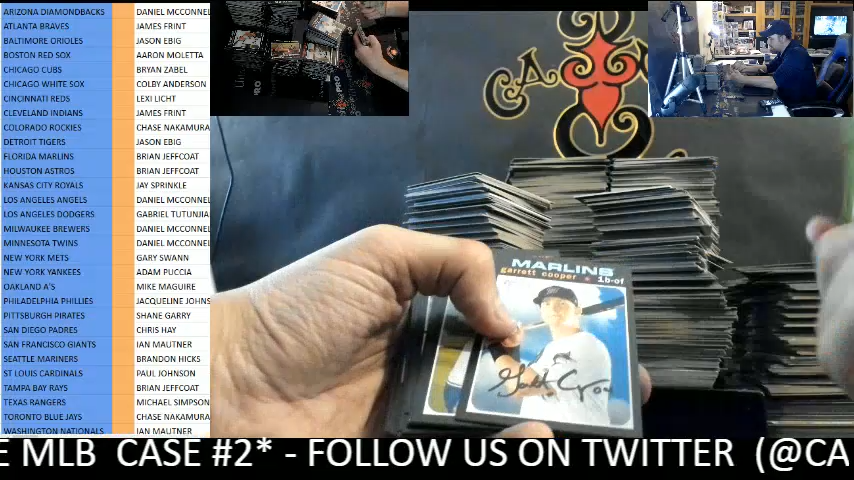 ARIZONA DIAMONDBACKS DANIEL MCCONNEL
ATLANTA BRAVES JAMES FRINT
BALTIMORE ORIOLES JASON EBIG
BOSTON RED SOX AARON MOLETTA
CHICAGO CUBS BRYAN ZABEL
CHICAGO WHITE SOX COLBY ANDERSON
CINCINNATI REDS LEXI LICHT
CLEVELAND INDIANS JAMES FRINT
COLORADO ROCKIES CHASE NAKAMURA
DETROIT TIGERS JASON EBIG
FLORIDA MARLINS BRIAN JEFFCOAT
HOUSTON ASTROS BRIAN JEFFCOAT
KANSAS CITY ROYALS JAY SPRINKLE
LOS ANGELES ANGELS DANIEL MCCONNEL
LOS ANGELES DODGERS GABRIEL TUTUNJIA
MILWAUKEE BREWERS DANIEL MCCONNEL
MINNESOTA TWINS DANIEL MCCONNEL
NEW YORK METS GARY SWANN
NEW YORK YANKEES ADAM PUCCIA
OAKLAND A'S MIKE MAGUIRE
PHILADELPHIA PHILLIES JACQUELINE JOHNS
PITTSBURGH PIRATES SHANE GARRY
SAN DIEGO PADRES CHRIS HAY
SAN FRANCISCO GIANTS IAN MAUTNER
SEATTLE MARINERS BRANDON HICKS
ST LOUIS CARDINALS PAUL JOHNSON
TAMPA BAY RAYS BRIAN JEFFCOAT
TEXAS RANGERS MICHAEL SIMPSON
TORONTO BLUE JAYS CHASE NAKAMURA
WASHINGTON NATIONALS IAN MAUTNER
CA
MARLINS
garrett cooper • 1b-of
E MLB CASE #2* - FOLLOW US ON TWITTER (@CA